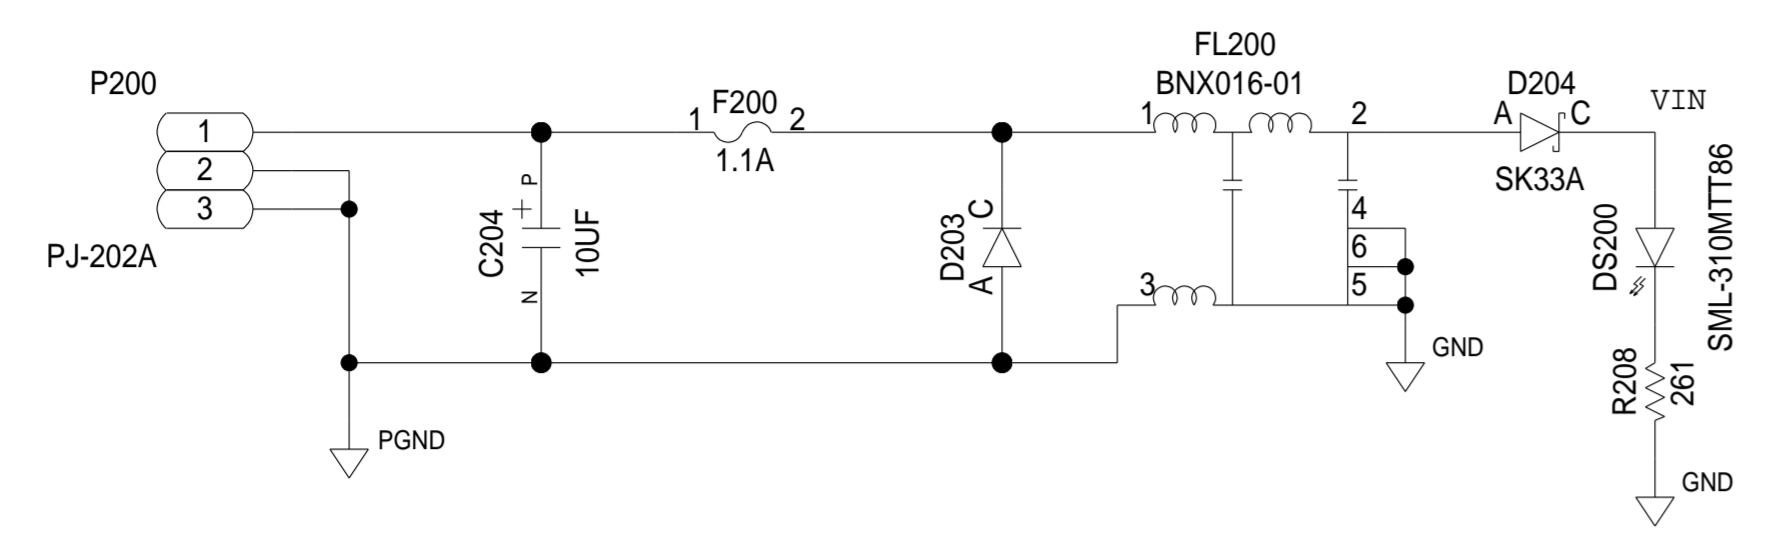 P200
1
2
3
PJ-202A
PGND
P
+
C204
10UF
N
F200
1
2
1.1A
C
D203
A
FL200
BNX016-01
1
2
3
4
6
5
GND
D204
A
C
SK33A
VIN
DS200
SML-310MTT86
R208
261
GND